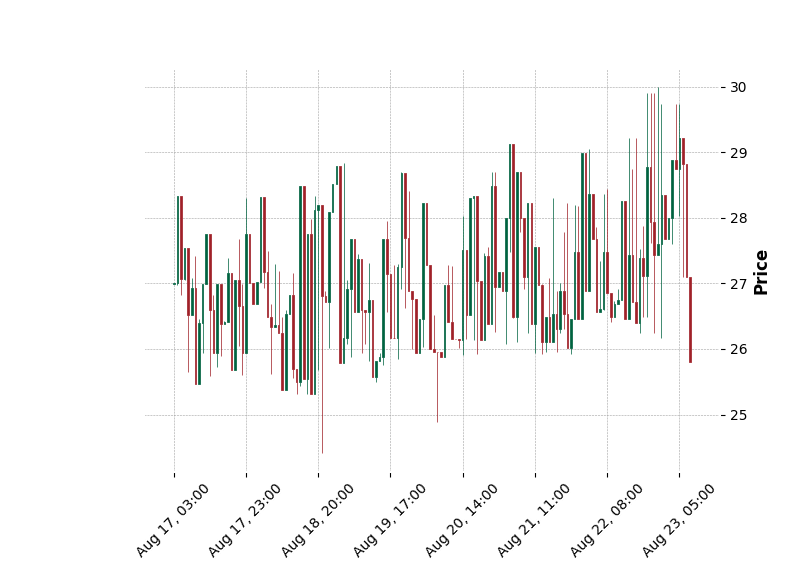 30
29
28
27
26
25
Price
Aug 17, 03:00
Aug 17, 23:00
Aug 18, 20:00
Aug 19, 17:00
Aug 20, 14:00
Aug 21, 11:00
Aug 22, 08:00
Aug 23, 05:00